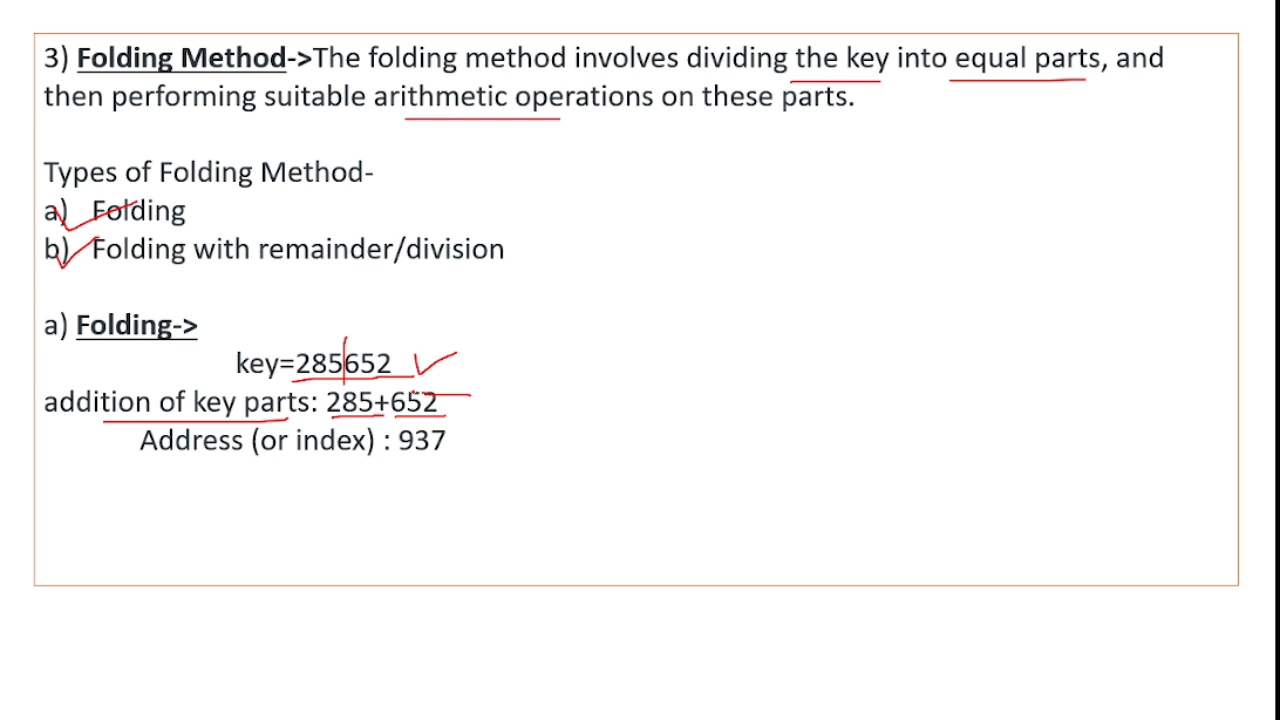 3) Folding Method->The folding method involves dividing the key into equal parts, and
then performing suitable arithmetic operations on these parts.
Types of Folding Method-
a) Folding
b) Folding with remainder/division
a) Folding->
key=285652
addition of key parts: 285+652
Address (or index) : 937